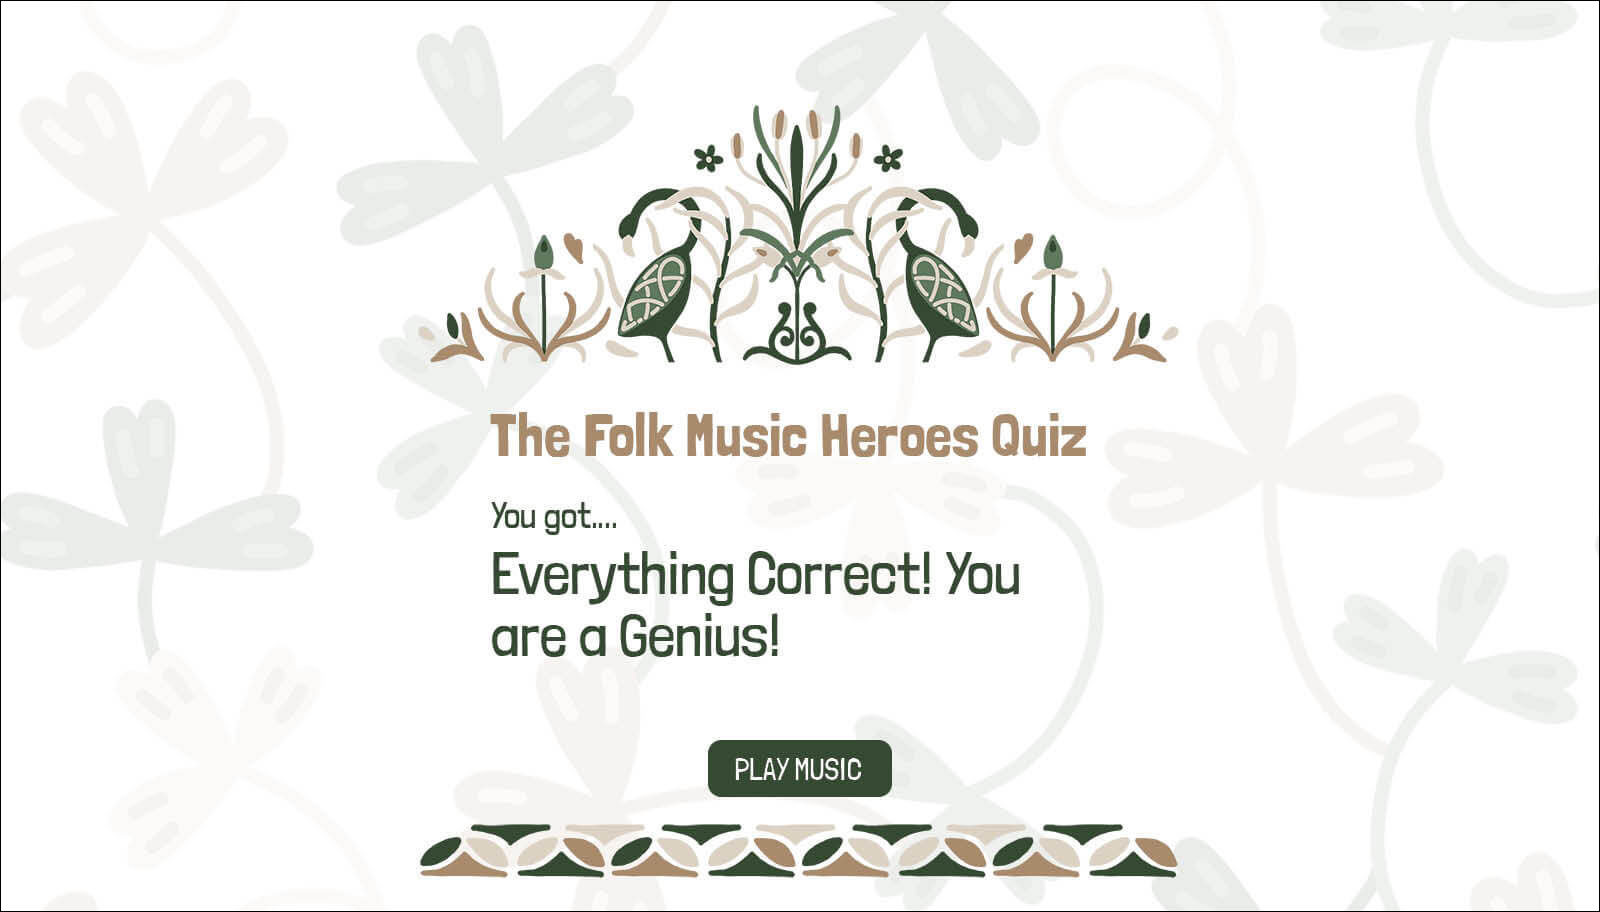 The Folk Music Heroes Quiz
You got....
Everything Correct! You
are a Genius!
PLAY MUSIC